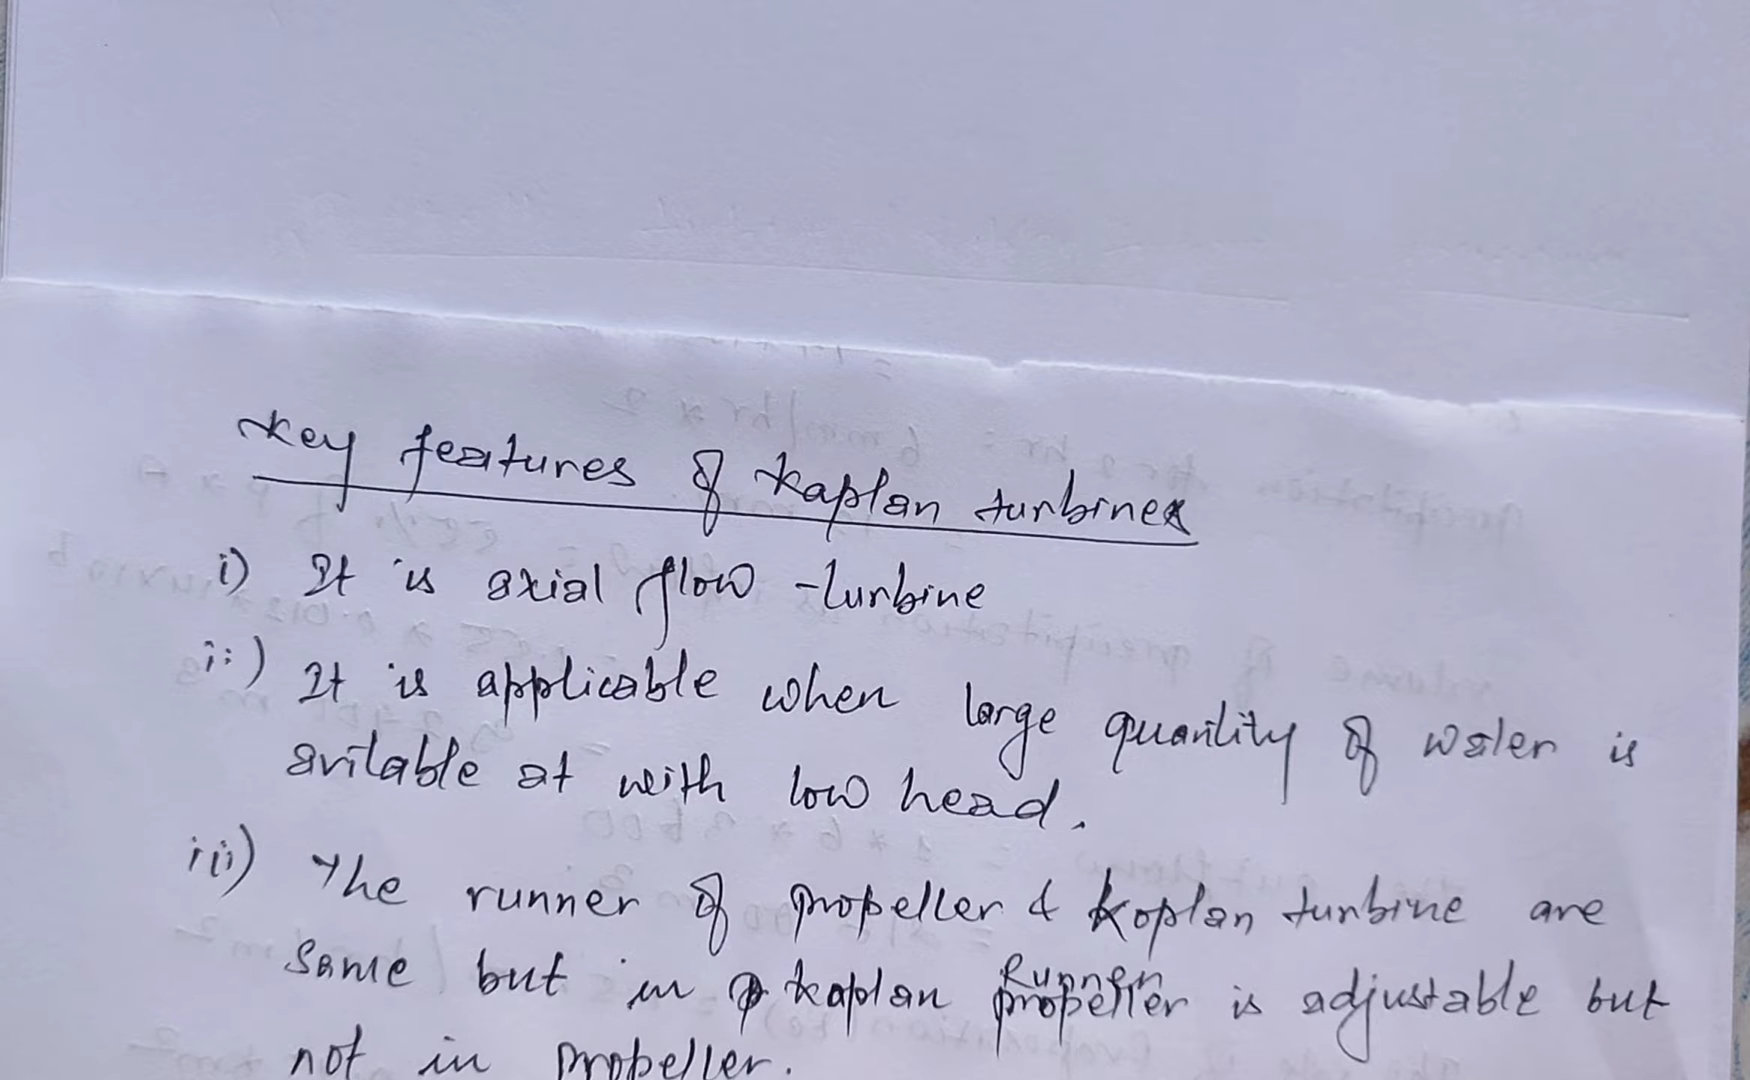 Key features of Kaplan turbines
i) It is axial flow turbine
ii) It is applicable when large quantity of water is
avilable at with low head.
iii) The runner of propeller & Kaplan turbine are
same but in Kaplan Runner propeller is adjustable but
not in propeller.